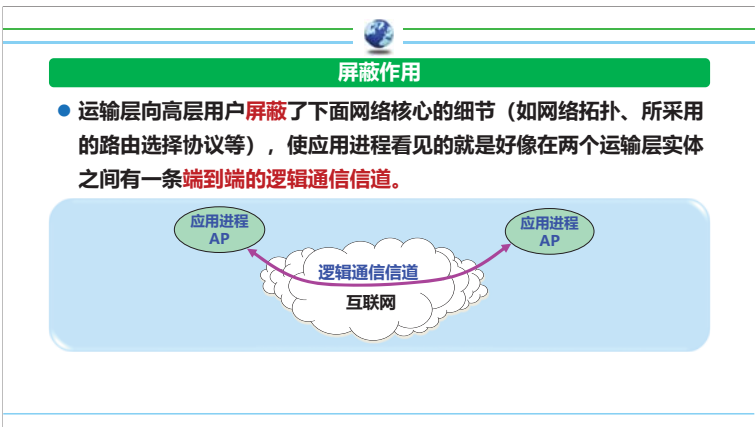 屏蔽作用
运输层向高层用户屏蔽了下面网络核心的细节（如网络拓扑、所采用
的路由选择协议等），使应用进程看见的就是好像在两个运输层实体
之间有一条端到端的逻辑通信信道。
应用进程
AP
应用进程
AP
逻辑通信信道
互联网